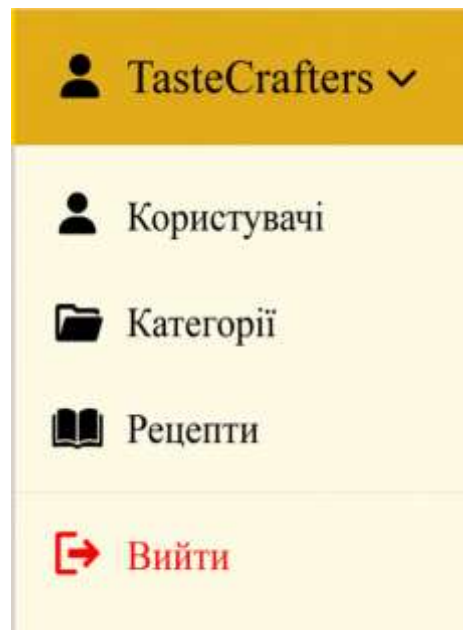 TasteCrafters
Користувачі
Категорії
Рецепти
Вийти